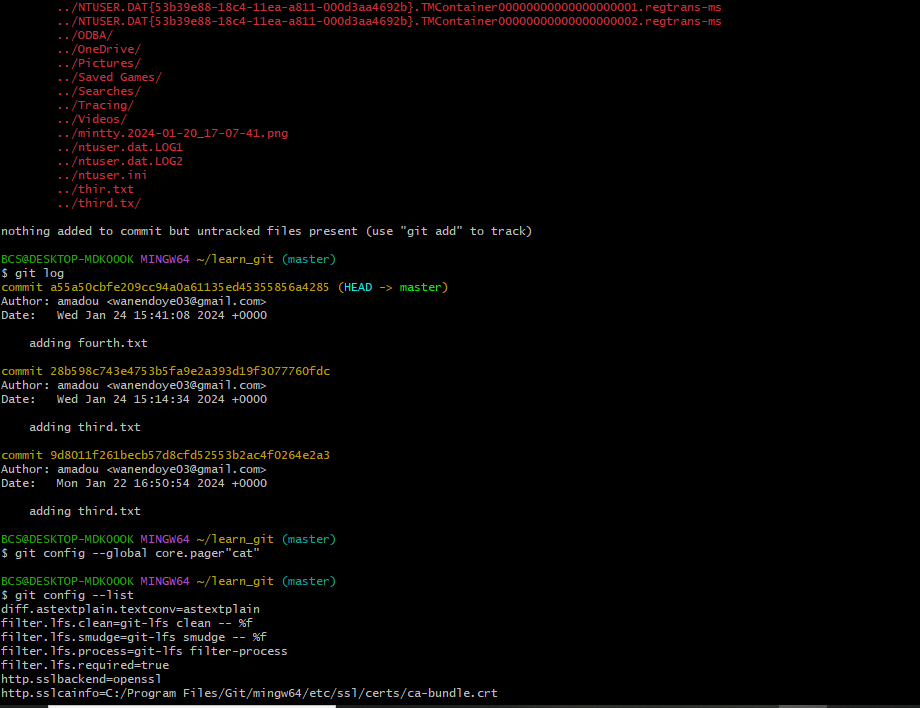 ../NTUSER.DAT{53b39e88-18c4-11ea-a811-000d3aa4692b}.TMContainer00000000000000000001.regtrans-ms
../NTUSER.DAT{53b39e88-18c4-11ea-a811-000d3aa4692b}.TMContainer00000000000000000002.regtrans-ms
../ODBA/
../OneDrive/
../Pictures/
../Saved Games/
../Searches/
../Tracing/
../Videos/
../mintty.2024-01-20_17-07-41.png
../ntuser.dat.LOG1
../ntuser.dat.LOG2
../ntuser.ini
../thir.txt
../third.tx/
nothing added to commit but untracked files present (use "git add" to track)
BCS@DESKTOP-MDKOOOK MINGW64 ~/learn_git (master)
$ git log
commit a55a50cbfe209cc94a0a61135ed45355856a4285 (HEAD -> master)
Author: amadou <wanendoye03@gmail.com>
Date:   Wed Jan 24 15:41:08 2024 +0000
adding fourth.txt
commit 28b598c743e4753b5fa9e2a393d19f3077760fdc
Author: amadou <wanendoye03@gmail.com>
Date:   Wed Jan 24 15:14:34 2024 +0000
adding third.txt
commit 9d8011f261becb57d8cfd52553b2ac4f0264e2a3
Author: amadou <wanendoye03@gmail.com>
Date:   Mon Jan 22 16:50:54 2024 +0000
adding third.txt
BCS@DESKTOP-MDKOOOK MINGW64 ~/learn_git (master)
$ git config --global core.pager"cat"
BCS@DESKTOP-MDKOOOK MINGW64 ~/learn_git (master)
$ git config --list
diff.astextplain.textconv=astextplain
filter.lfs.clean=git-lfs clean -- %f
filter.lfs.smudge=git-lfs smudge -- %f
filter.lfs.process=git-lfs filter-process
filter.lfs.required=true
http.sslbackend=openssl
http.sslcainfo=C:/Program Files/Git/mingw64/etc/ssl/certs/ca-bundle.crt